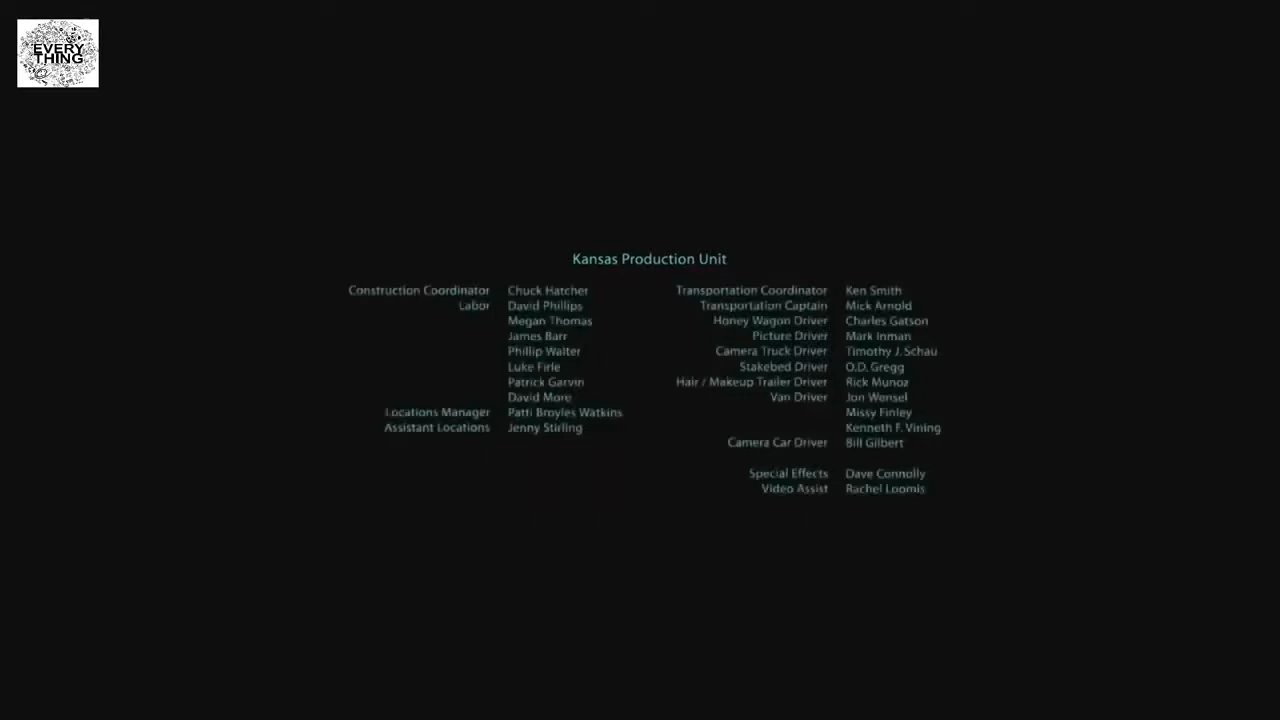 EVERY
THING
Kansas Production Unit
Construction Coordinator Chuck Hatcher
Labor David Phillips
Megan Thomas
James Barr
Phillip Walter
Luke Firle
Patrick Garvin
David More
Locations Manager Patti Broyles Watkins
Assistant Locations Jenny Stirling
Transportation Coordinator Ken Smith
Transportation Captain Mick Arnold
Honey Wagon Driver Charles Gatson
Picture Driver Mark Inman
Camera Truck Driver Timothy J. Schau
Stakebed Driver O.D. Gregg
Hair / Makeup Trailer Driver Rick Munoz
Van Driver Jon Wensel
Missy Finley
Kenneth F. Vining
Camera Car Driver Bill Gilbert
Special Effects Dave Connolly
Video Assist Rachel Loomis